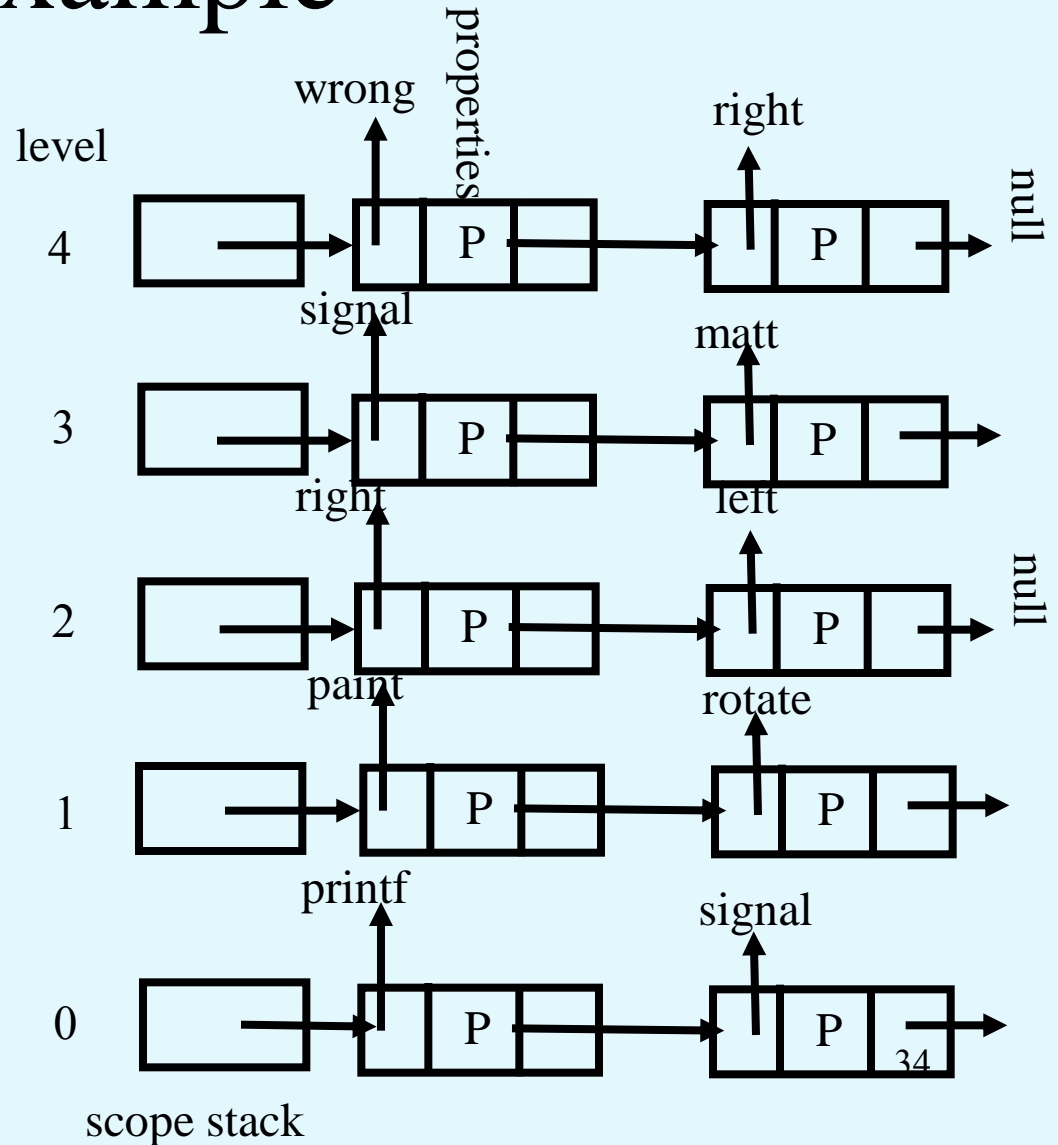 properties
wrong
right
level
null
4
P
P
signal
matt
3
P
P
right
left
null
2
P
P
paint
rotate
1
P
P
printf
signal
0
P
P
34
scope stack